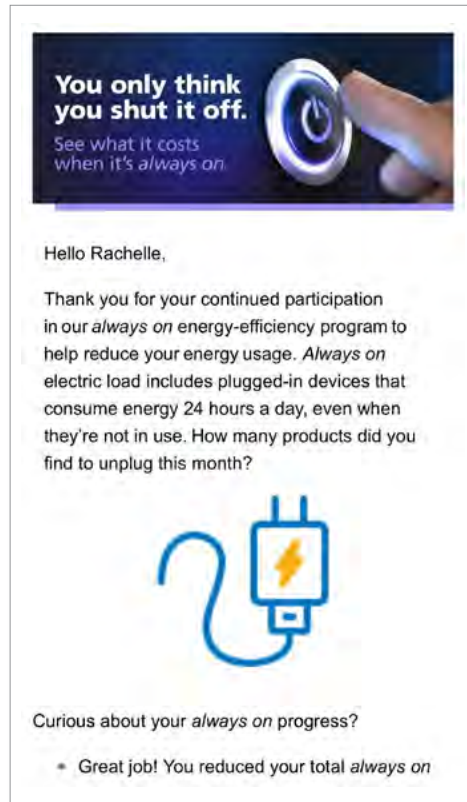 You only think
you shut it off.
See what it costs
when it's always on
Hello Rachelle,
Thank you for your continued participation
in our always on energy-efficiency program to
help reduce your energy usage. Always on
electric load includes plugged-in devices that
consume energy 24 hours a day, even when
they're not in use. How many products did you
find to unplug this month?
Curious about your always on progress?
• Great job! You reduced your total always on